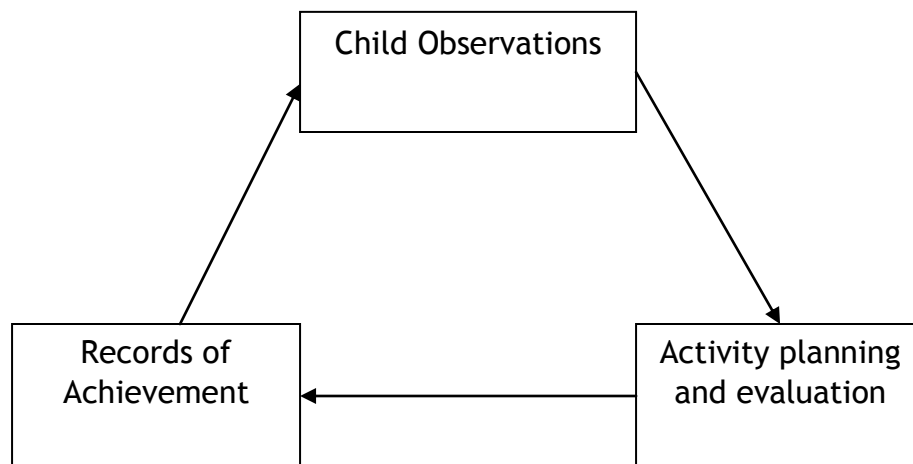 Child Observations
Records of
Achievement
Activity planning
and evaluation